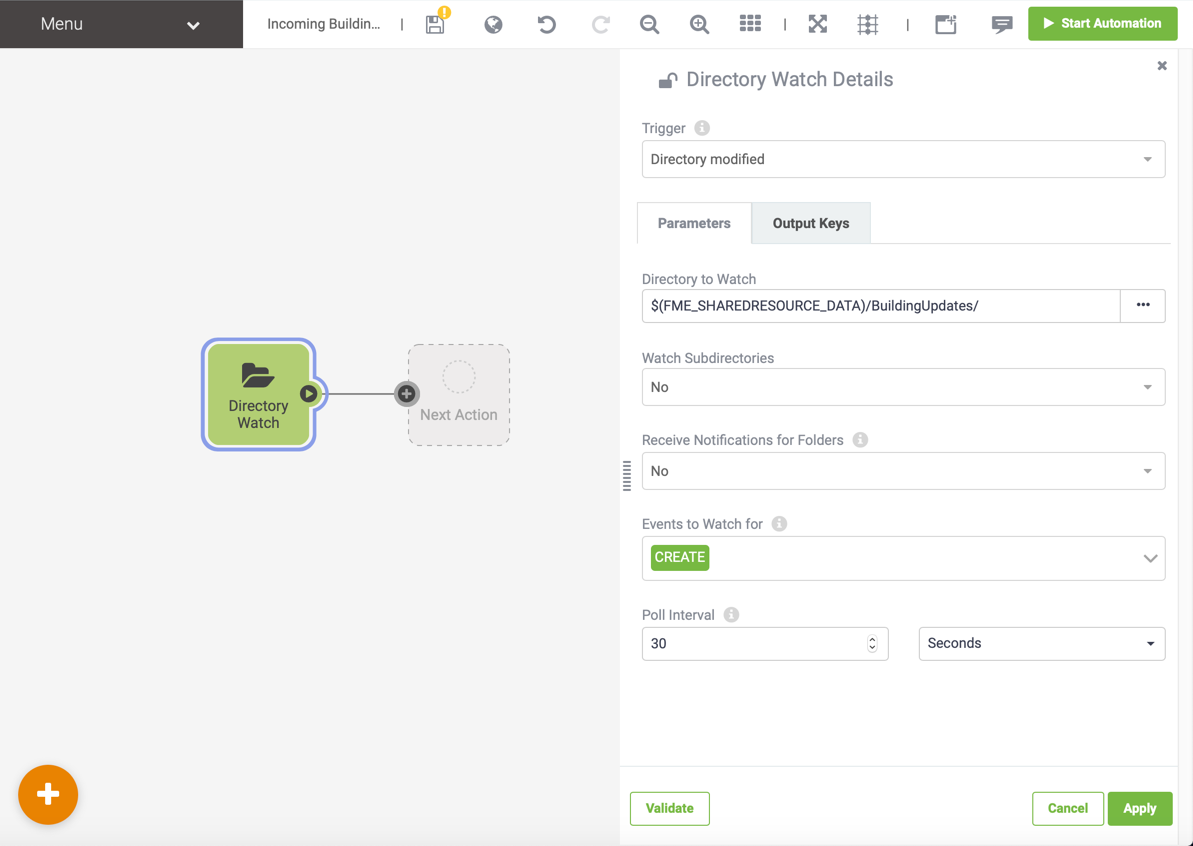 Menu
Incoming Buildin...
Start Automation
Directory Watch Details
Trigger
Directory modified
Parameters
Output Keys
Directory to Watch
$(FME_SHAREDRESOURCE_DATA)/BuildingUpdates/
Watch Subdirectories
No
Receive Notifications for Folders
No
Events to Watch for
CREATE
Poll Interval
30
Seconds
Directory
Watch
Next Action
Validate
Cancel
Apply